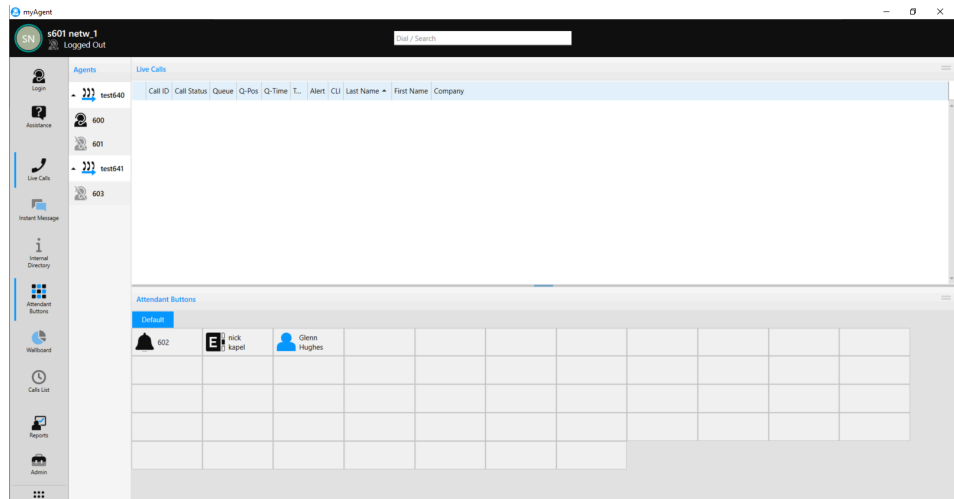 myAgent
SN
s601 netw_1
Logged Out
Dial / Search
Login
Assistance
Live Calls
Instant Message
Internal
Directory
Attendant
Buttons
Wallboard
Calls List
Reports
Admin
Agents
test640
600
601
test641
603
Live Calls
Call ID Call Status Queue Q-Pos Q-Time T... Alert CLI Last Name First Name Company
Attendant Buttons
Default
602
E
nick
kapel
Glenn
Hughes